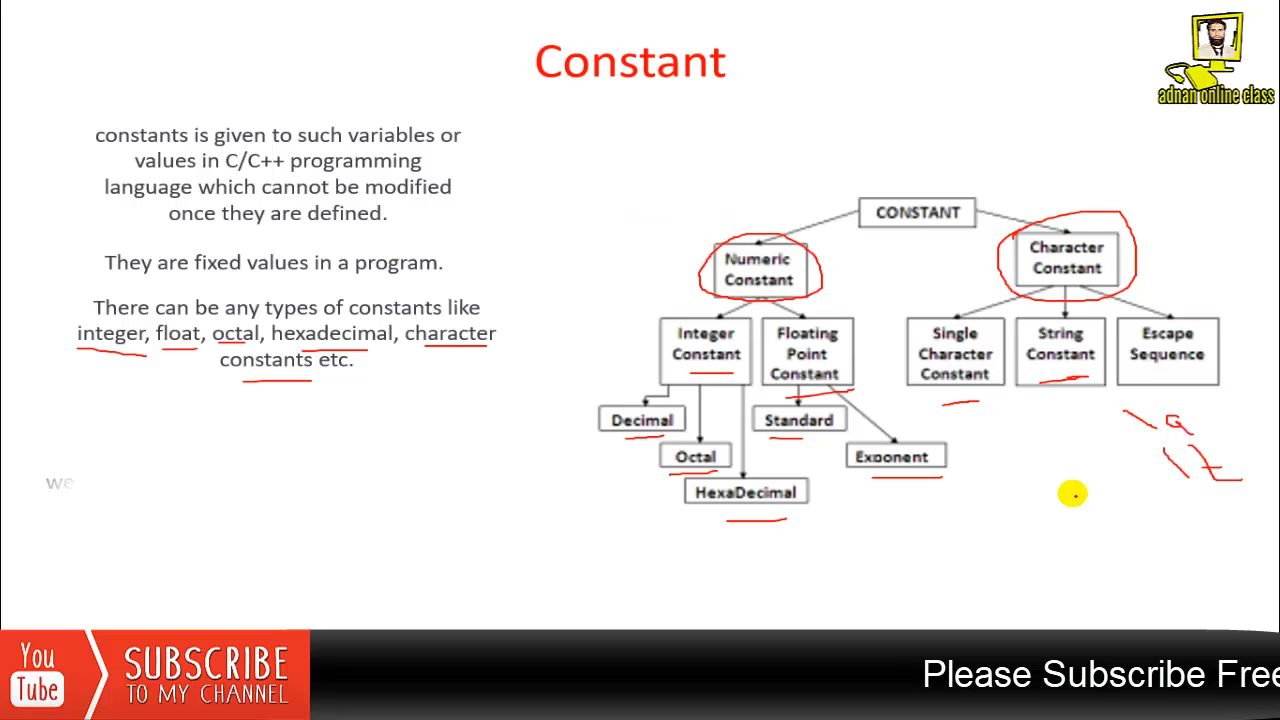 Constant
adnan online class
constants is given to such variables or
values in C/C++ programming
language which cannot be modified
once they are defined.
They are fixed values in a program.
There can be any types of constants like
integer, float, octal, hexadecimal, character
constants etc.
we
CONSTANT
Numeric
Constant
Character
Constant
Integer
Constant
Floating
Point
Constant
Single
Character
Constant
String
Constant
Escape
Sequence
Decimal
Standard
Octal
Exponent
HexaDecimal
You
Tube
SUBSCRIBE
TO MY CHANNEL
Please Subscribe Free